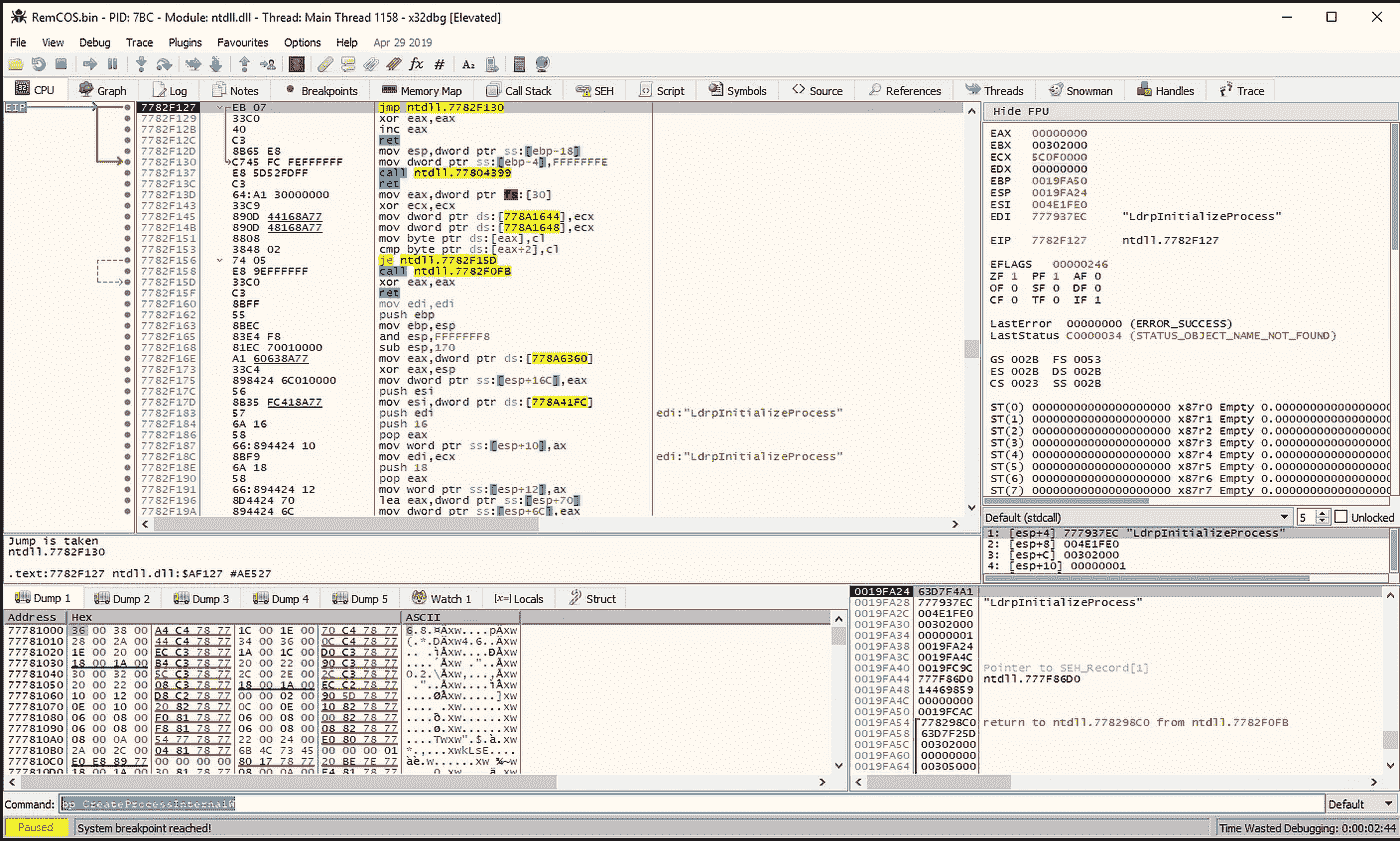 RemCOS.bin - PID: 7BC - Module: ntdll.dll - Thread: Main Thread 1158 - x32dbg [Elevated]
File View Debug Trace Plugins Favourites Options Help Apr 29 2019
CPU Graph Log Notes Breakpoints Memory Map Call Stack SEH Script Symbols Source References Threads Snowman Handles Trace
EIP
7782F127 EB 07 jmp ntdll.7782F130
7782F129 33C0 xor eax,eax
7782F12B 40 inc eax
7782F12C C3 ret
7782F12D 8B65 E8 mov esp,dword ptr ss:[ebp-18]
7782F130 C745 FC FEFFFFFF mov dword ptr ss:[ebp-4],FFFFFFFE
7782F137 E8 5D52FDFF call ntdll.77804399
7782F13C C3 ret
7782F13D 64:A1 30000000 mov eax,dword ptr fs:[30]
7782F143 33C9 xor ecx,ecx
7782F145 890D 44168A77 mov dword ptr ds:[778A1644],ecx
7782F14B 890D 48168A77 mov dword ptr ds:[778A1648],ecx
7782F151 8808 mov byte ptr ds:[eax],cl
7782F153 3848 02 cmp byte ptr ds:[eax+2],cl
7782F156 74 05 je ntdll.7782F15D
7782F158 E8 9EFFFFFF call ntdll.7782F0FB
7782F15D 33C0 xor eax,eax
7782F15F C3 ret
7782F160 8BFF mov edi,edi
7782F162 55 push ebp
7782F163 8BEC mov ebp,esp
7782F165 83E4 F8 and esp,FFFFFFF8
7782F168 81EC 70010000 sub esp,170
7782F16E A1 60638A77 mov eax,dword ptr ds:[778A6360]
7782F173 33C4 xor eax,esp
7782F175 898424 6C010000 mov dword ptr ss:[esp+16C],eax
7782F17C 56 push esi
7782F17D 8B35 FC418A77 mov esi,dword ptr ds:[778A41FC]
7782F183 57 push edi edi:"LdrpInitializeProcess"
7782F184 6A 16 push 16
7782F186 58 pop eax
7782F187 66:894424 10 mov word ptr ss:[esp+10],ax
7782F18C 8BF9 mov edi,ecx edi:"LdrpInitializeProcess"
7782F18E 6A 18 push 18
7782F190 58 pop eax
7782F191 66:894424 12 mov word ptr ss:[esp+12],ax
7782F196 8D4424 70 lea eax,dword ptr ss:[esp+70]
7782F19A 894424 6C mov dword ptr ss:[esp+6C],eax
Hide FPU
EAX 00000000
EBX 00302000
ECX 5C0F0000
EDX 00000000
EBP 0019FA50
ESP 0019FA24
ESI 004E1FE0
EDI 777937EC "LdrpInitializeProcess"
EIP 7782F127 ntdll.7782F127
EFLAGS 00000246
ZF 1 PF 1 AF 0
OF 0 SF 0 DF 0
CF 0 TF 0 IF 1
LastError 00000000 (ERROR_SUCCESS)
LastStatus C0000034 (STATUS_OBJECT_NAME_NOT_FOUND)
GS 002B FS 0053
ES 002B DS 002B
CS 0023 SS 002B
ST(0) 00000000000000000000 x87r0 Empty 0.0000000000000000
ST(1) 00000000000000000000 x87r1 Empty 0.0000000000000000
ST(2) 00000000000000000000 x87r2 Empty 0.0000000000000000
ST(3) 00000000000000000000 x87r3 Empty 0.0000000000000000
ST(4) 00000000000000000000 x87r4 Empty 0.0000000000000000
ST(5) 00000000000000000000 x87r5 Empty 0.0000000000000000
ST(6) 00000000000000000000 x87r6 Empty 0.0000000000000000
ST(7) 00000000000000000000 x87r7 Empty 0.0000000000000000
Default (stdcall) 5 Unlocked
1: [esp+4] 777937EC "LdrpInitializeProcess"
2: [esp+8] 004E1FE0
3: [esp+C] 00302000
4: [esp+10] 00000001
Jump is taken
ntdll.7782F130
.text:7782F127 ntdll.dll:$AF127 #AE527
Dump 1 Dump 2 Dump 3 Dump 4 Dump 5 Watch 1 Locals Struct
Address Hex ASCII
77781000 36 00 38 00 A4 C4 78 77 1C 00 1E 00 70 C4 78 77 6.8.¤Äxw....pÄxw
77781010 28 00 2A 00 44 C4 78 77 34 00 36 00 0C C4 78 77 (.*.DÄxw4.6..Äxw
77781020 1E 00 20 00 EC C3 78 77 1A 00 1C 00 D0 C3 78 77
77781030 18 00 1A 00 B4 C3 78 77 20 00 22 00 90 C3 78 77
77781040 30 00 32 00 5C C3 78 77 2C 00 2E 00 2C C3 78 77
77781050 20 00 22 00 08 C3 78 77 18 00 1A 00 EC C2 78 77
77781060 10 00 12 00 D8 C2 78 77 00 00 02 00 90 5D 78 77
77781070 0E 00 10 00 20 82 78 77 0C 00 0E 00 10 82 78 77
77781080 06 00 08 00 F0 81 78 77 06 00 08 00 00 82 78 77
77781090 06 00 08 00 F8 81 78 77 06 00 08 00 08 82 78 77
777810A0 08 00 0A 00 54 77 78 77 22 00 24 00 E0 80 78 77
777810B0 2A 00 2C 00 04 81 78 77 6B 4C 73 45 00 00 00 01
777810C0 E0 E8 89 77 00 00 00 00 80 17 78 77 20 BE 7E 77
777810D0 18 00 1A 00 30 81 78 77 08 00 0A 00 F4 81 78 77
0019FA24 63D7F4A1
0019FA28 777937EC "LdrpInitializeProcess"
0019FA2C 004E1FE0
0019FA30 00302000
0019FA34 00000001
0019FA38 0019FA24
0019FA3C 0019FA4C
0019FA40 0019FC9C Pointer to SEH_Record[1]
0019FA44 777F86D0 ntdll.777F86D0
0019FA48 14469859
0019FA4C 00000000
0019FA50 0019FCAC
0019FA54 778298C0 return to ntdll.778298C0 from ntdll.7782F0FB
0019FA58 63D7F25D
0019FA5C 00302000
0019FA60 00000000
0019FA64 00305000
Command: bp CreateProcessInternalW Default
Paused System breakpoint reached! Time Wasted Debugging: 0:00:02:44